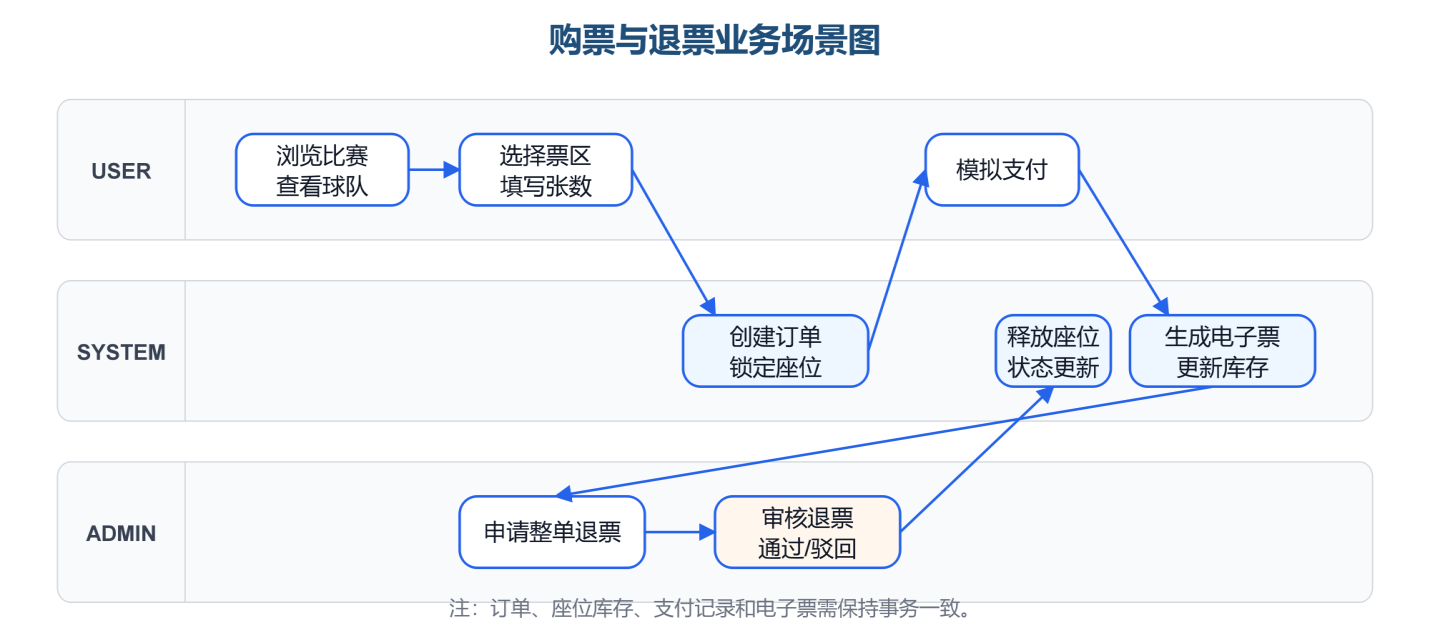 购票与退票业务场景图
USER
浏览比赛
查看球队
选择票区
填写张数
模拟支付
SYSTEM
创建订单
锁定座位
释放座位
状态更新
生成电子票
更新库存
ADMIN
申请整单退票
审核退票
通过/驳回
注：订单、座位库存、支付记录和电子票需保持事务一致。